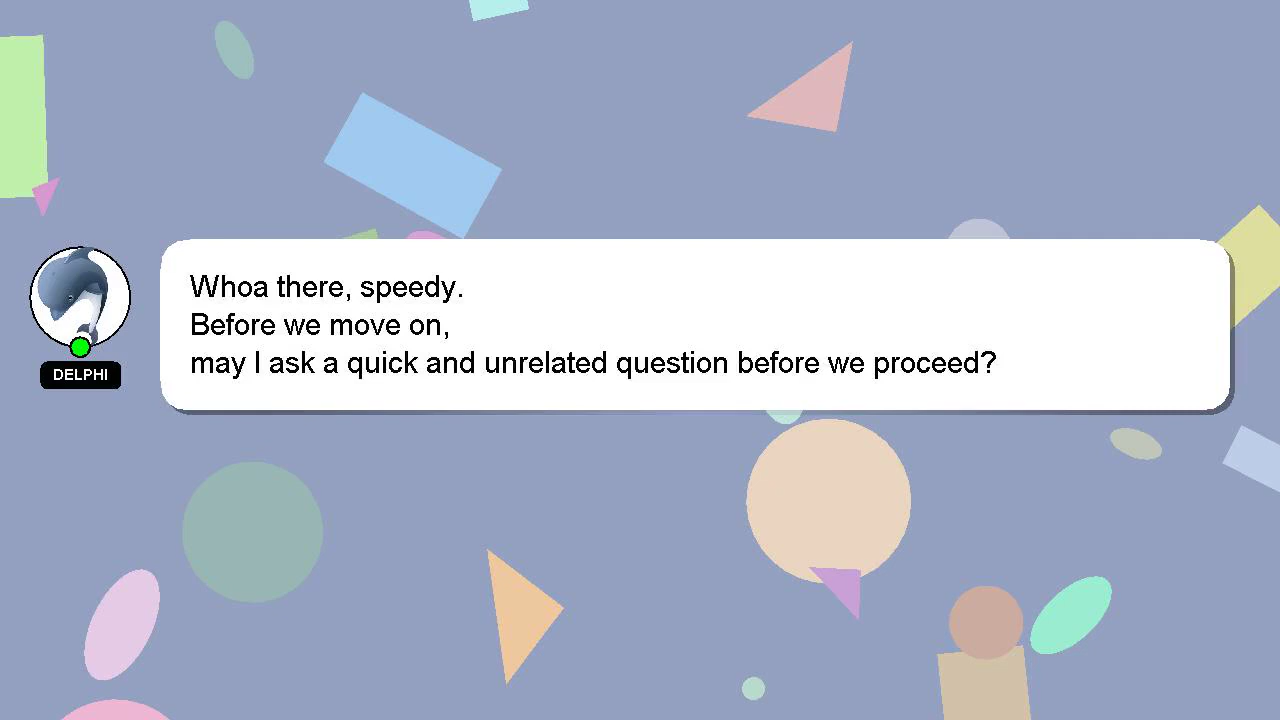 Whoa there, speedy.
Before we move on,
may I ask a quick and unrelated question before we proceed?
DELPHI